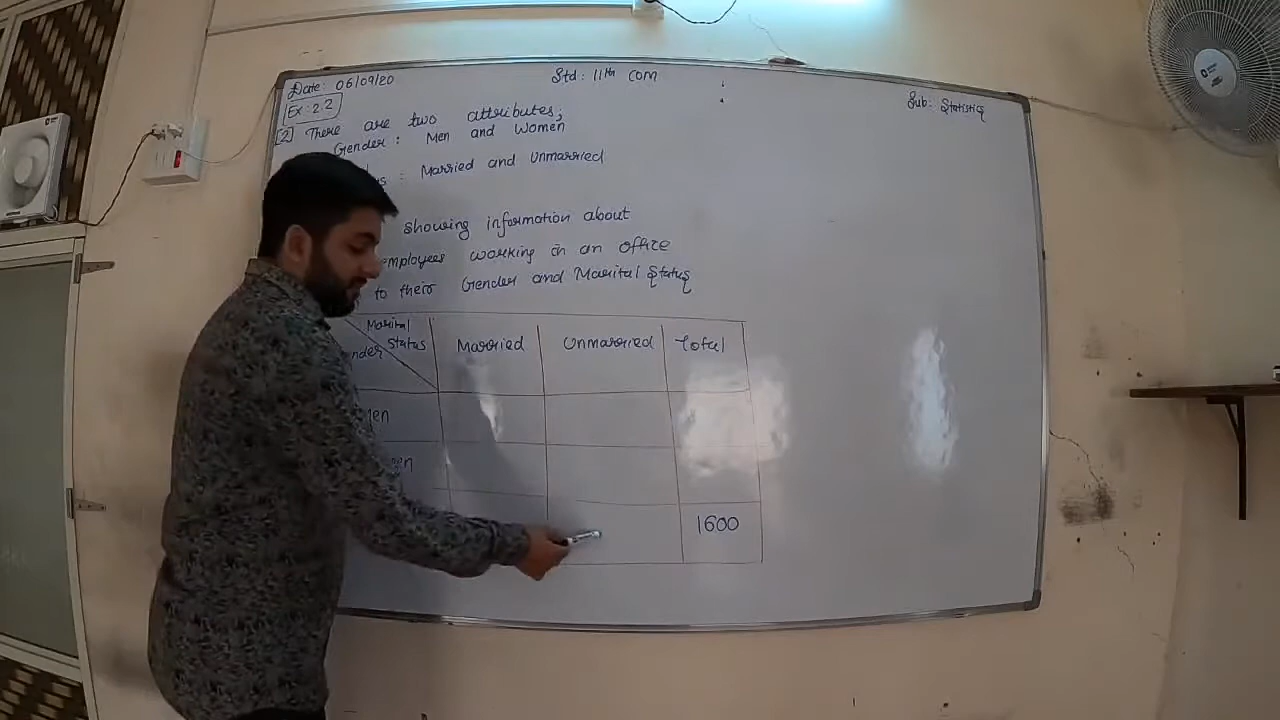 Date: 06/09/20
Std: 11th com
Sub: Statistics
Ex: 2.2
[2] There are two attributes;
Gender: Men and Women
: Married and Unmarried
showing information about
employees working in an office
to their Gender and Marital Status
Marital
Status
Married
Unmarried
Total
1600